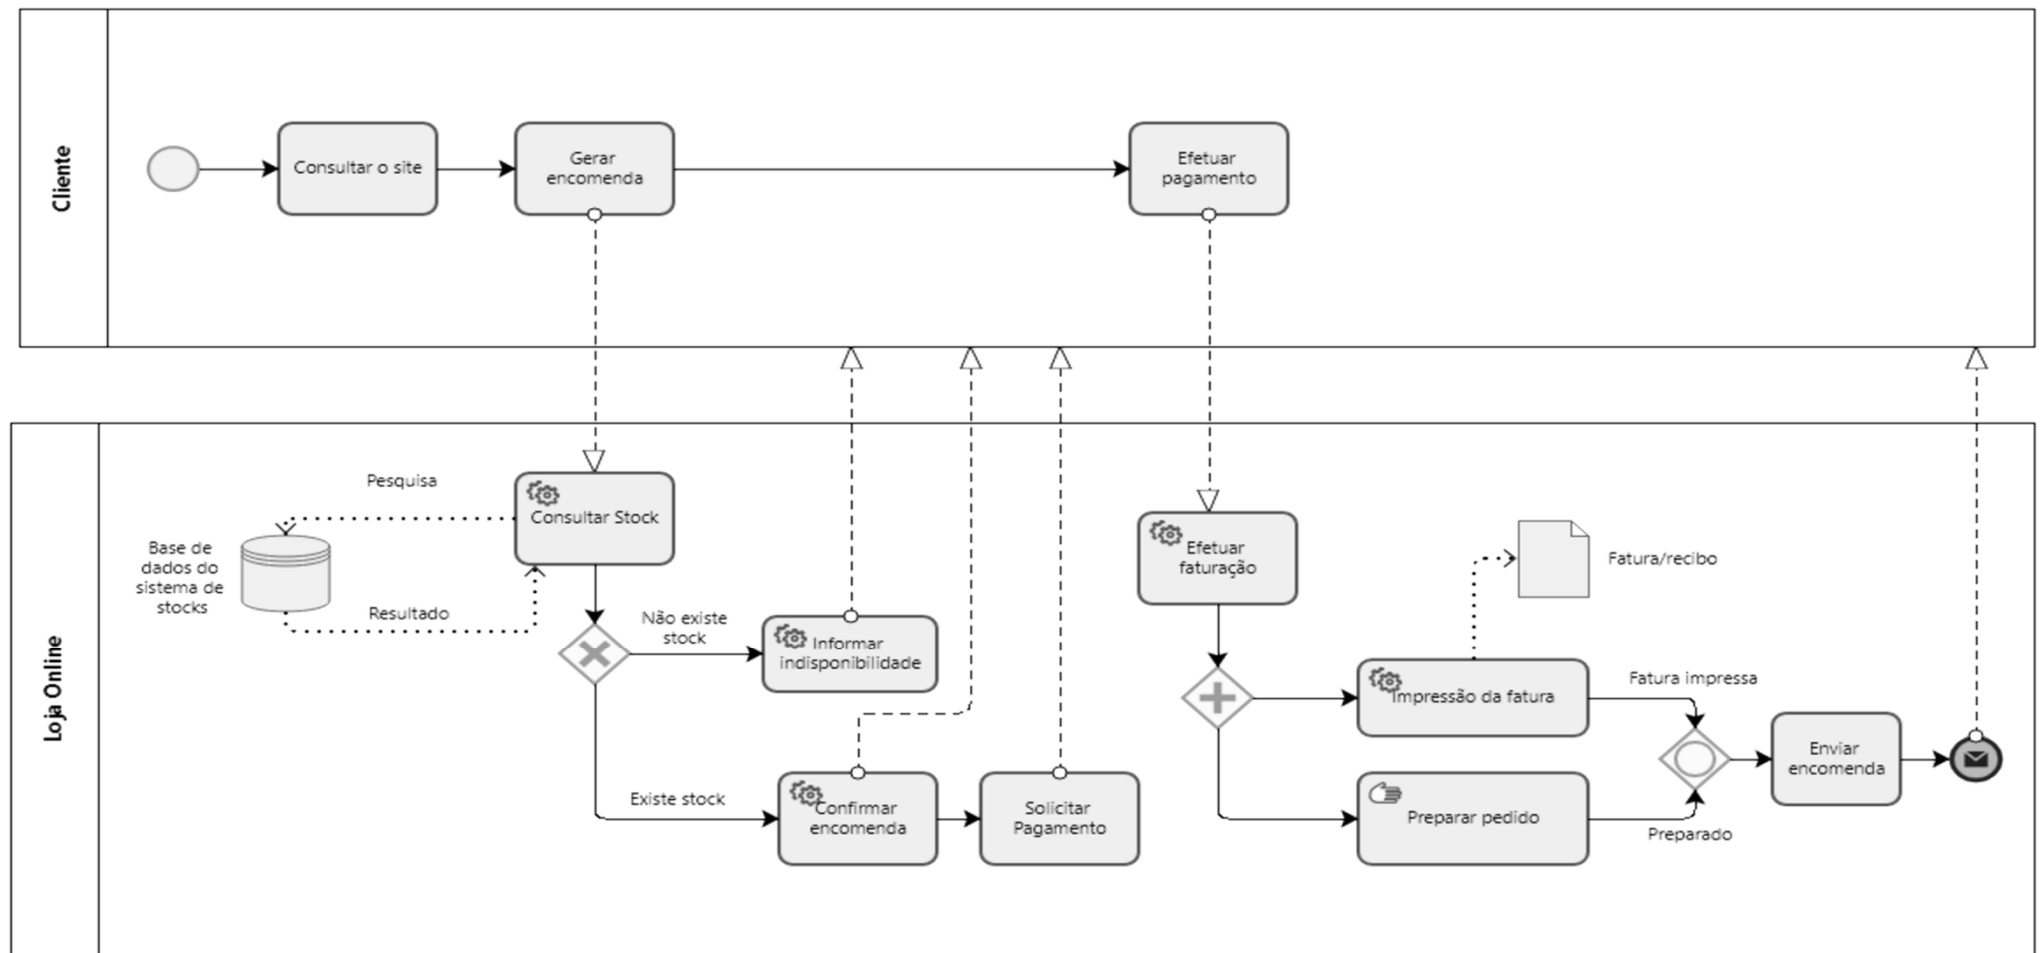 Cliente
Consultar o site
Gerar
encomenda
Efetuar
pagamento
Loja Online
Pesquisa
Base de
dados do
sistema de
stocks
Resultado
Consultar Stock
Não existe
stock
Informar
indisponibilidade
Existe stock
Confirmar
encomenda
Solicitar
Pagamento
Efetuar
faturação
Fatura/recibo
Impressão da fatura
Fatura impressa
Preparar pedido
Preparado
Enviar
encomenda